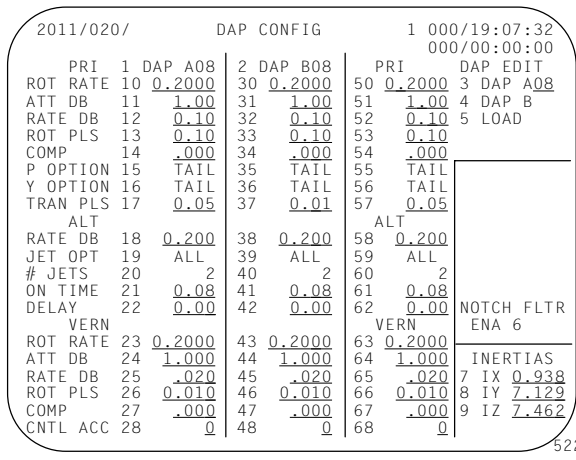 2011/020/ DAP CONFIG 1 000/19:07:32
000/00:00:00
PRI 1 DAP A08 2 DAP B08 PRI DAP EDIT
ROT RATE 10 0.2000 30 0.2000 50 0.2000 3 DAP A08
ATT DB 11 1.00 31 1.00 51 1.00 4 DAP B
RATE DB 12 0.10 32 0.10 52 0.10 5 LOAD
ROT PLS 13 0.10 33 0.10 53 0.10
COMP 14 .000 34 .000 54 .000
P OPTION 15 TAIL 35 TAIL 55 TAIL
Y OPTION 16 TAIL 36 TAIL 56 TAIL
TRAN PLS 17 0.05 37 0.01 57 0.05
ALT ALT
RATE DB 18 0.200 38 0.200 58 0.200
JET OPT 19 ALL 39 ALL 59 ALL
# JETS 20 2 40 2 60 2
ON TIME 21 0.08 41 0.08 61 0.08
DELAY 22 0.00 42 0.00 62 0.00 NOTCH FLTR
VERN VERN ENA 6
ROT RATE 23 0.2000 43 0.2000 63 0.2000
ATT DB 24 1.000 44 1.000 64 1.000 INERTIAS
RATE DB 25 .020 45 .020 65 .020 7 IX 0.938
ROT PLS 26 0.010 46 0.010 66 0.010 8 IY 7.129
COMP 27 .000 47 .000 67 .000 9 IZ 7.462
CNTL ACC 28 0 48 0 68 0